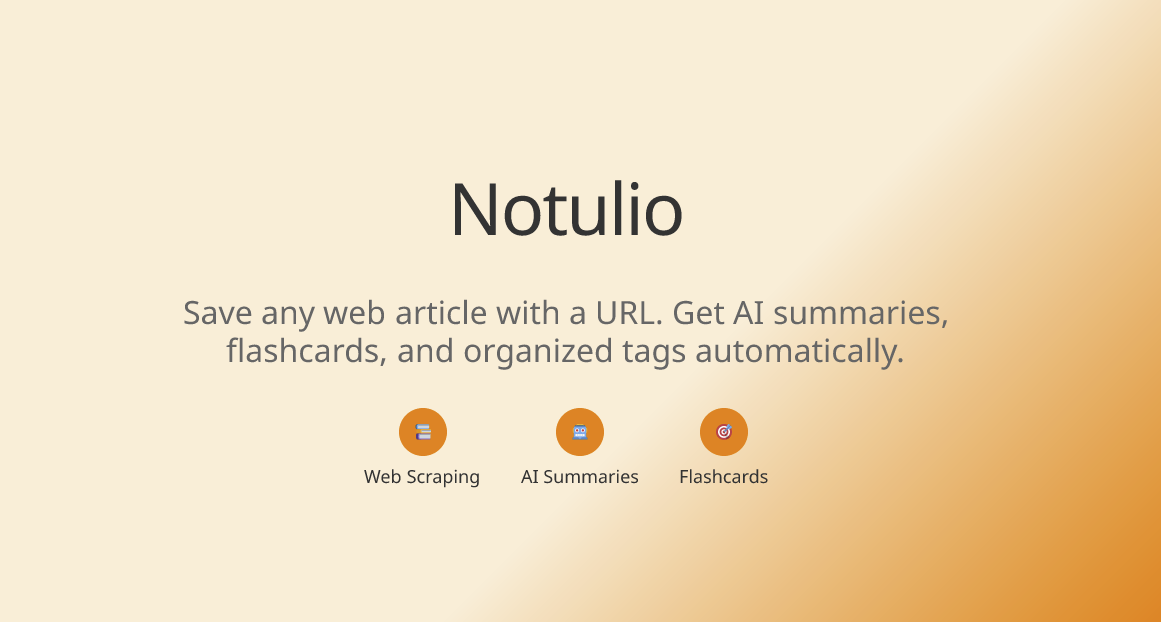 Notulio
Save any web article with a URL. Get AI summaries,
flashcards, and organized tags automatically.
Web Scraping
AI Summaries
Flashcards